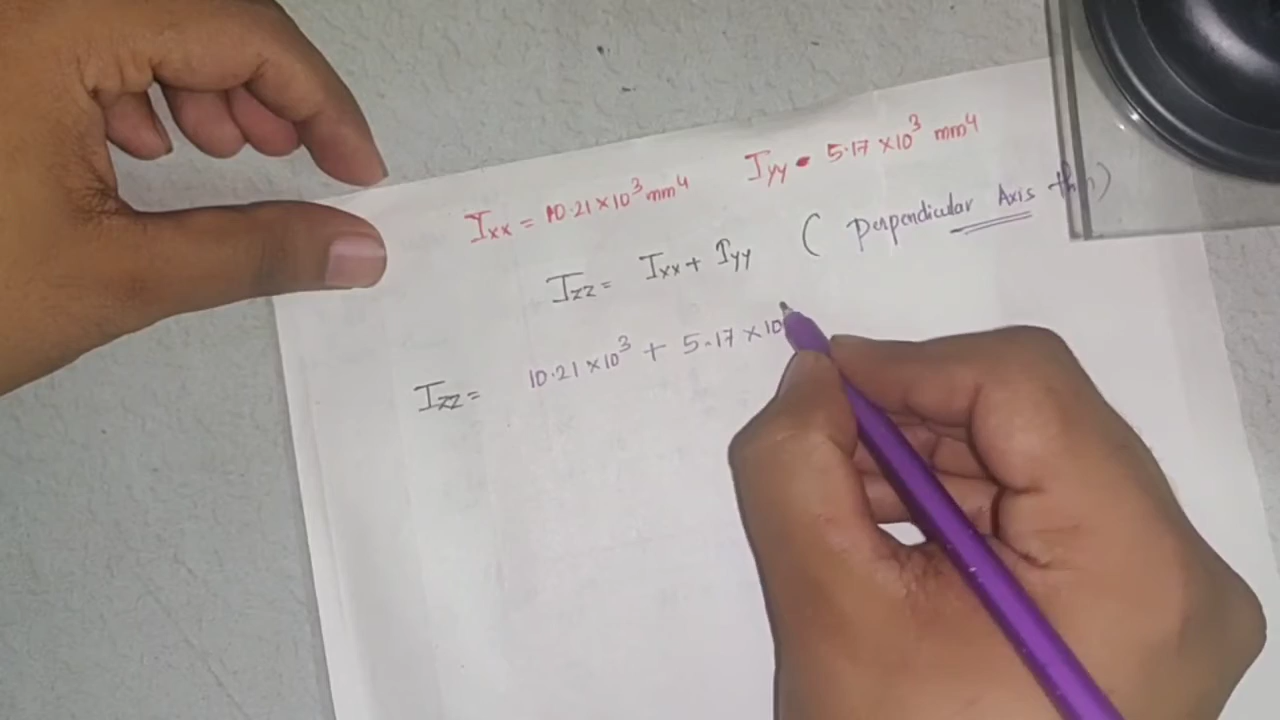 Ixx = 10.21×10³ mm⁴ Iyy = 5.17×10³ mm⁴
Izz = Ixx + Iyy ( Perpendicular Axis thm)
Izz = 10.21×10³ + 5.17×10